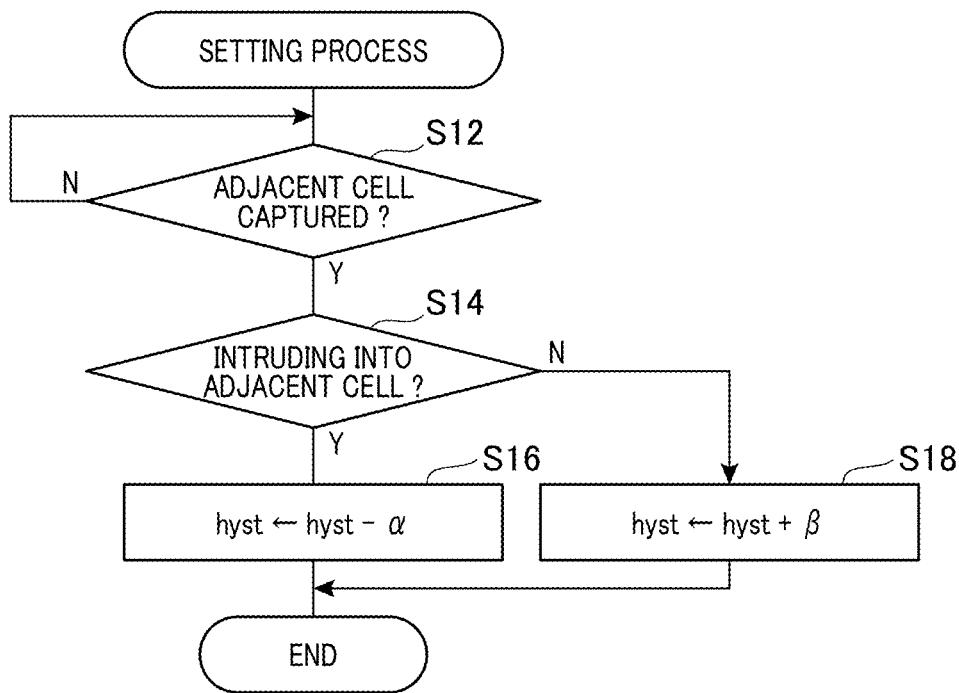 SETTING PROCESS
S12
N
ADJACENT CELL
CAPTURED ?
Y
S14
INTRUDING INTO
ADJACENT CELL ?
N
Y
S16
S18
hyst ← hyst - α
hyst ← hyst + β
END